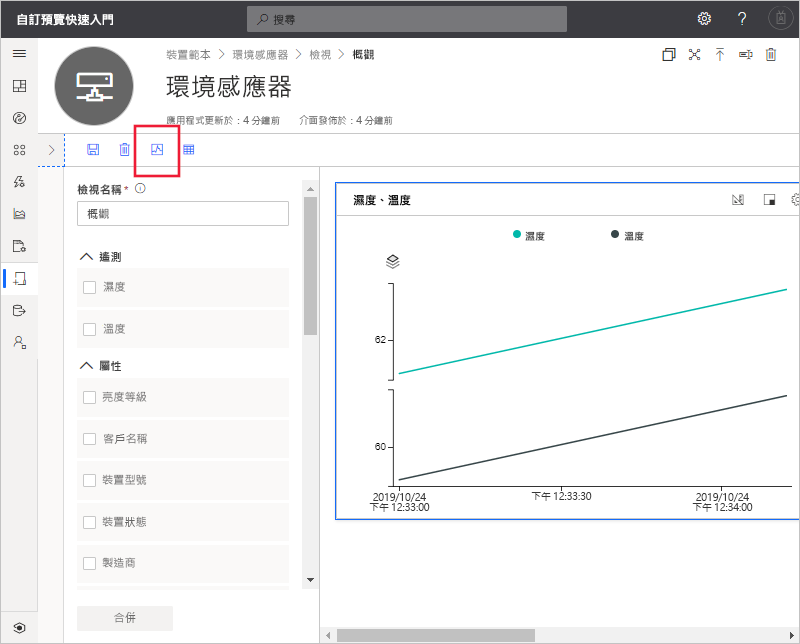 自訂預覽快速入門
搜尋
?
裝置範本 > 環境感應器 > 檢視 > 概觀
環境感應器
應用程式更新於：4 分鐘前 介面發佈於：4 分鐘前
檢視名稱 *
概觀
遙測
濕度
溫度
屬性
亮度等級
客戶名稱
裝置型號
裝置狀態
製造商
合併
濕度、溫度
濕度 溫度
62
60
2019/10/24 下午 12:33:30 2019/10/24
下午 12:33:00 下午 12:34:00